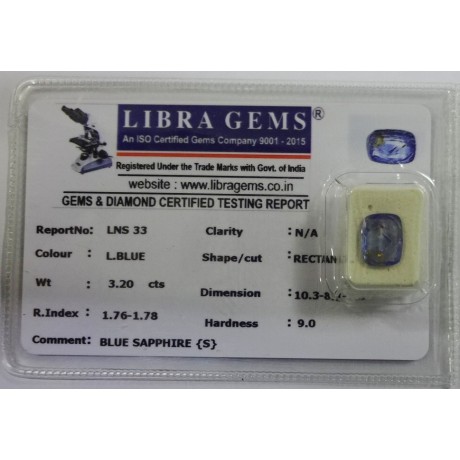 LIBRA GEMS®
An ISO Certified Gems Company 9001 - 2015
Registered Under the Trade Marks with Govt. of India
website : www.libragems.co.in
GEMS & DIAMOND CERTIFIED TESTING REPORT
ReportNo: LNS 33 Clarity : N/A
Colour : L.BLUE Shape/cut :
Wt : 3.20 cts Dimension :
R.Index : 1.76-1.78 Hardness : 9.0
Comment: BLUE SAPPHIRE {S}